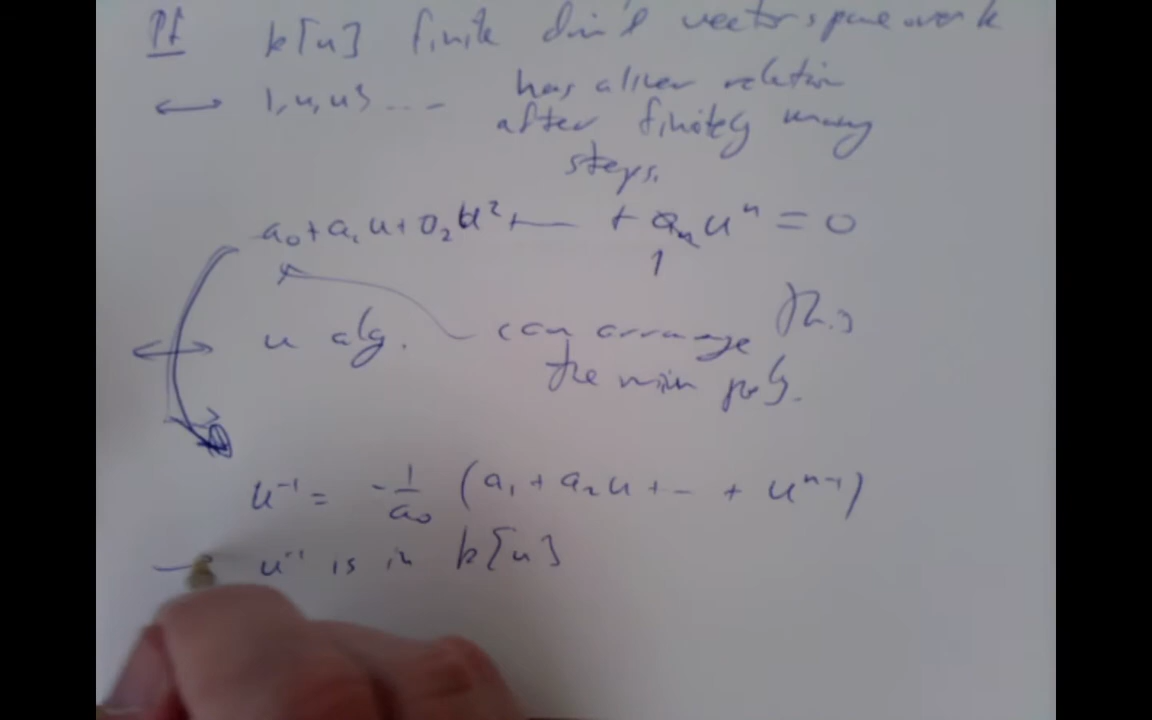 Pf k[u] finite dim'l vector space over k
↔ 1, u, u³ .... has a linear relation
after finitely many
steps.
a₀ + a₁u + a₂u² + — + aₙuⁿ = 0
1
↔ u alg. can arrange this
the min poly.
u⁻¹ = -1/a₀ (a₁ + a₂u + — + uⁿ⁻¹)
→ u⁻¹ is in k[u]